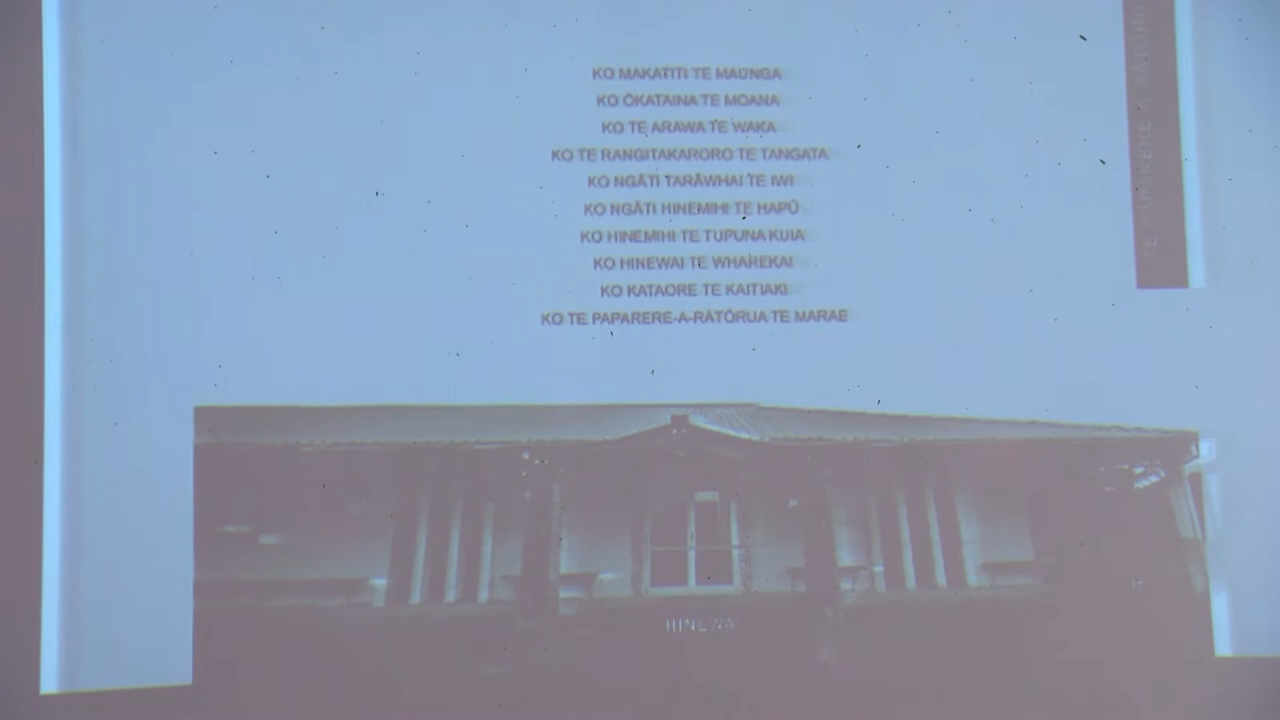 KO MAKATITI TE MAUNGA
KO ŌKATAINA TE MOANA
KO TE ARAWA TE WAKA
KO TE RANGITAKARORO TE TANGATA
KO NGĀTI TARĀWHAI TE IWI
KO NGĀTI HINEMIHI TE HAPŪ
KO HINEMIHI TE TUPUNA KUIA
KO HINEWAI TE WHAREKAI
KO KATAORE TE KAITIAKI
KO TE PAPARERE-A-RĀTŌRUA TE MARAE
HINEWA